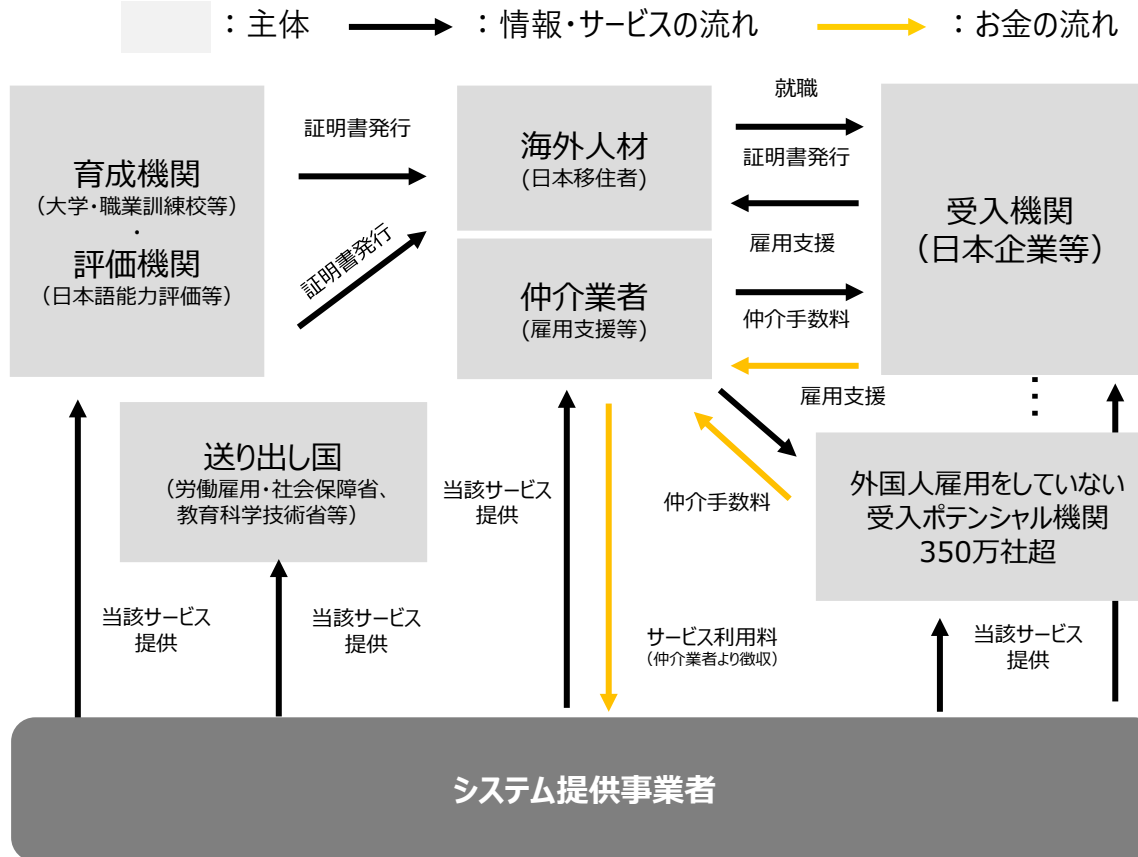 ：主体
：情報・サービスの流れ
：お金の流れ
育成機関
（大学・職業訓練校等）
・
評価機関
（日本語能力評価等）
証明書発行
証明書発行
海外人材
(日本移住者)
仲介業者
(雇用支援等)
就職
証明書発行
雇用支援
仲介手数料
雇用支援
受入機関
（日本企業等）
送り出し国
（労働雇用・社会保障省、
教育科学技術省等）
当該サービス
提供
仲介手数料
外国人雇用をしていない
受入ポテンシャル機関
350万社超
当該サービス
提供
当該サービス
提供
サービス利用料
（仲介業者より徴収）
当該サービス
提供
システム提供事業者